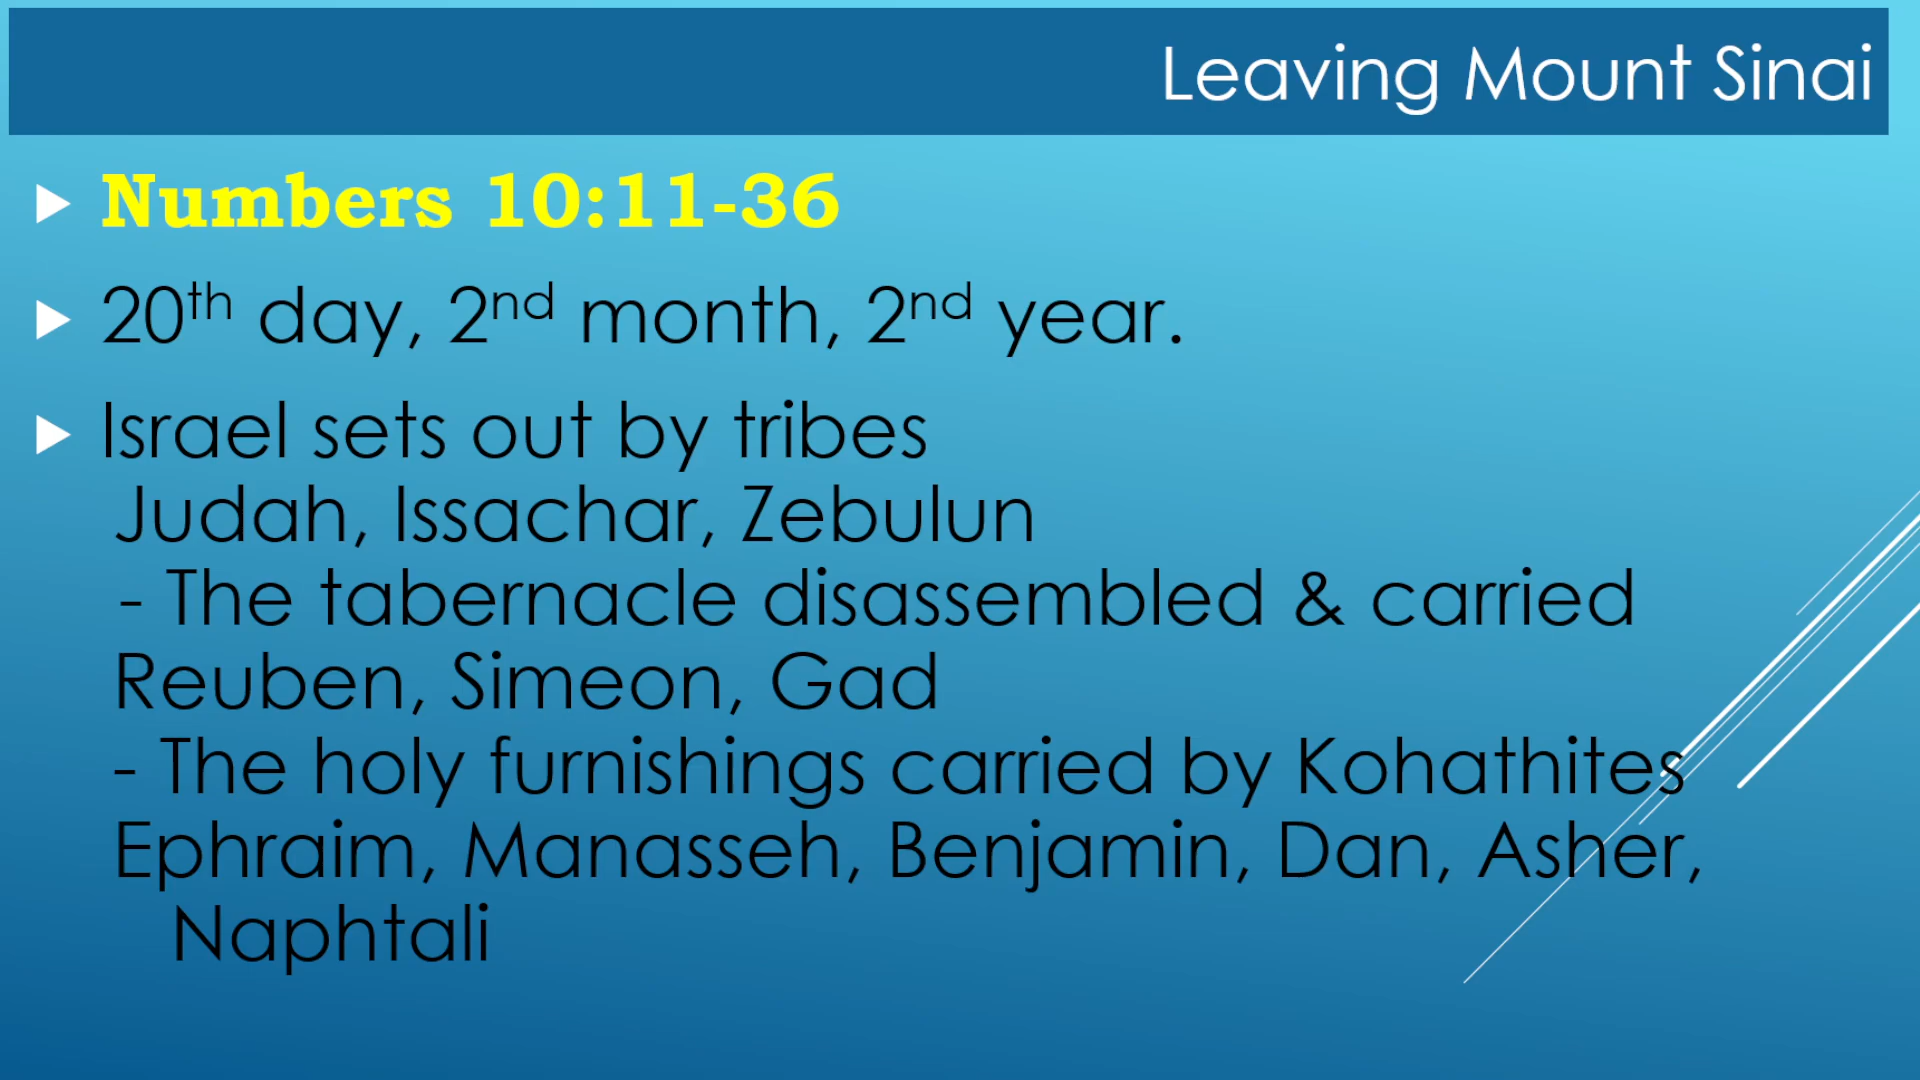 Leaving Mount Sinai
Numbers 10:11-36
20th day, 2nd month, 2nd year.
Israel sets out by tribes
Judah, Issachar, Zebulun
- The tabernacle disassembled & carried
Reuben, Simeon, Gad
- The holy furnishings carried by Kohathites
Ephraim, Manasseh, Benjamin, Dan, Asher,
Naphtali